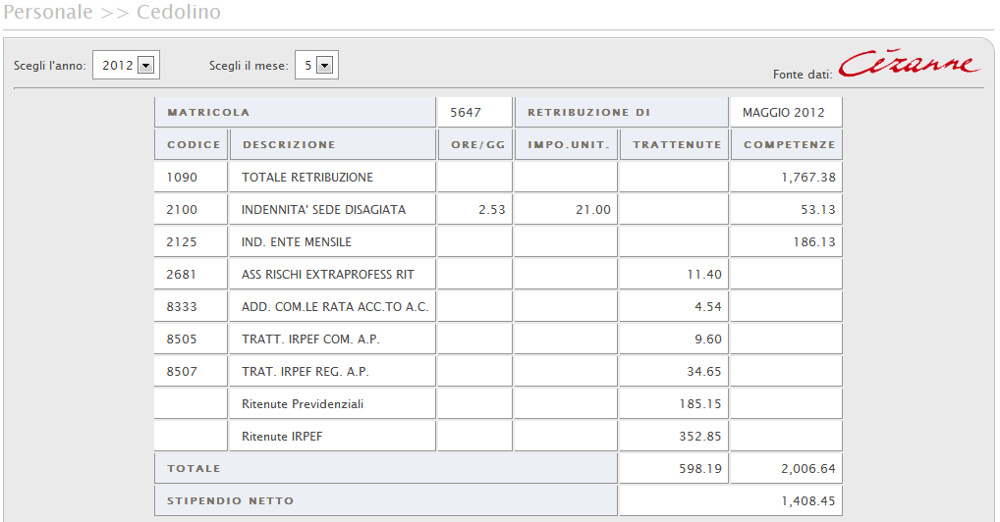 Personale >> Cedolino
Scegli l'anno: 2012 Scegli il mese: 5 Fonte dati: Cézanne
MATRICOLA 5647 RETRIBUZIONE DI MAGGIO 2012
CODICE DESCRIZIONE ORE/GG IMPO.UNIT. TRATTENUTE COMPETENZE
1090 TOTALE RETRIBUZIONE 1,767.38
2100 INDENNITA' SEDE DISAGIATA 2.53 21.00 53.13
2125 IND. ENTE MENSILE 186.13
2681 ASS RISCHI EXTRAPROFESS RIT 11.40
8333 ADD. COM.LE RATA ACC.TO A.C. 4.54
8505 TRATT. IRPEF COM. A.P. 9.60
8507 TRAT. IRPEF REG. A.P. 34.65
Ritenute Previdenziali 185.15
Ritenute IRPEF 352.85
TOTALE 598.19 2,006.64
STIPENDIO NETTO 1,408.45